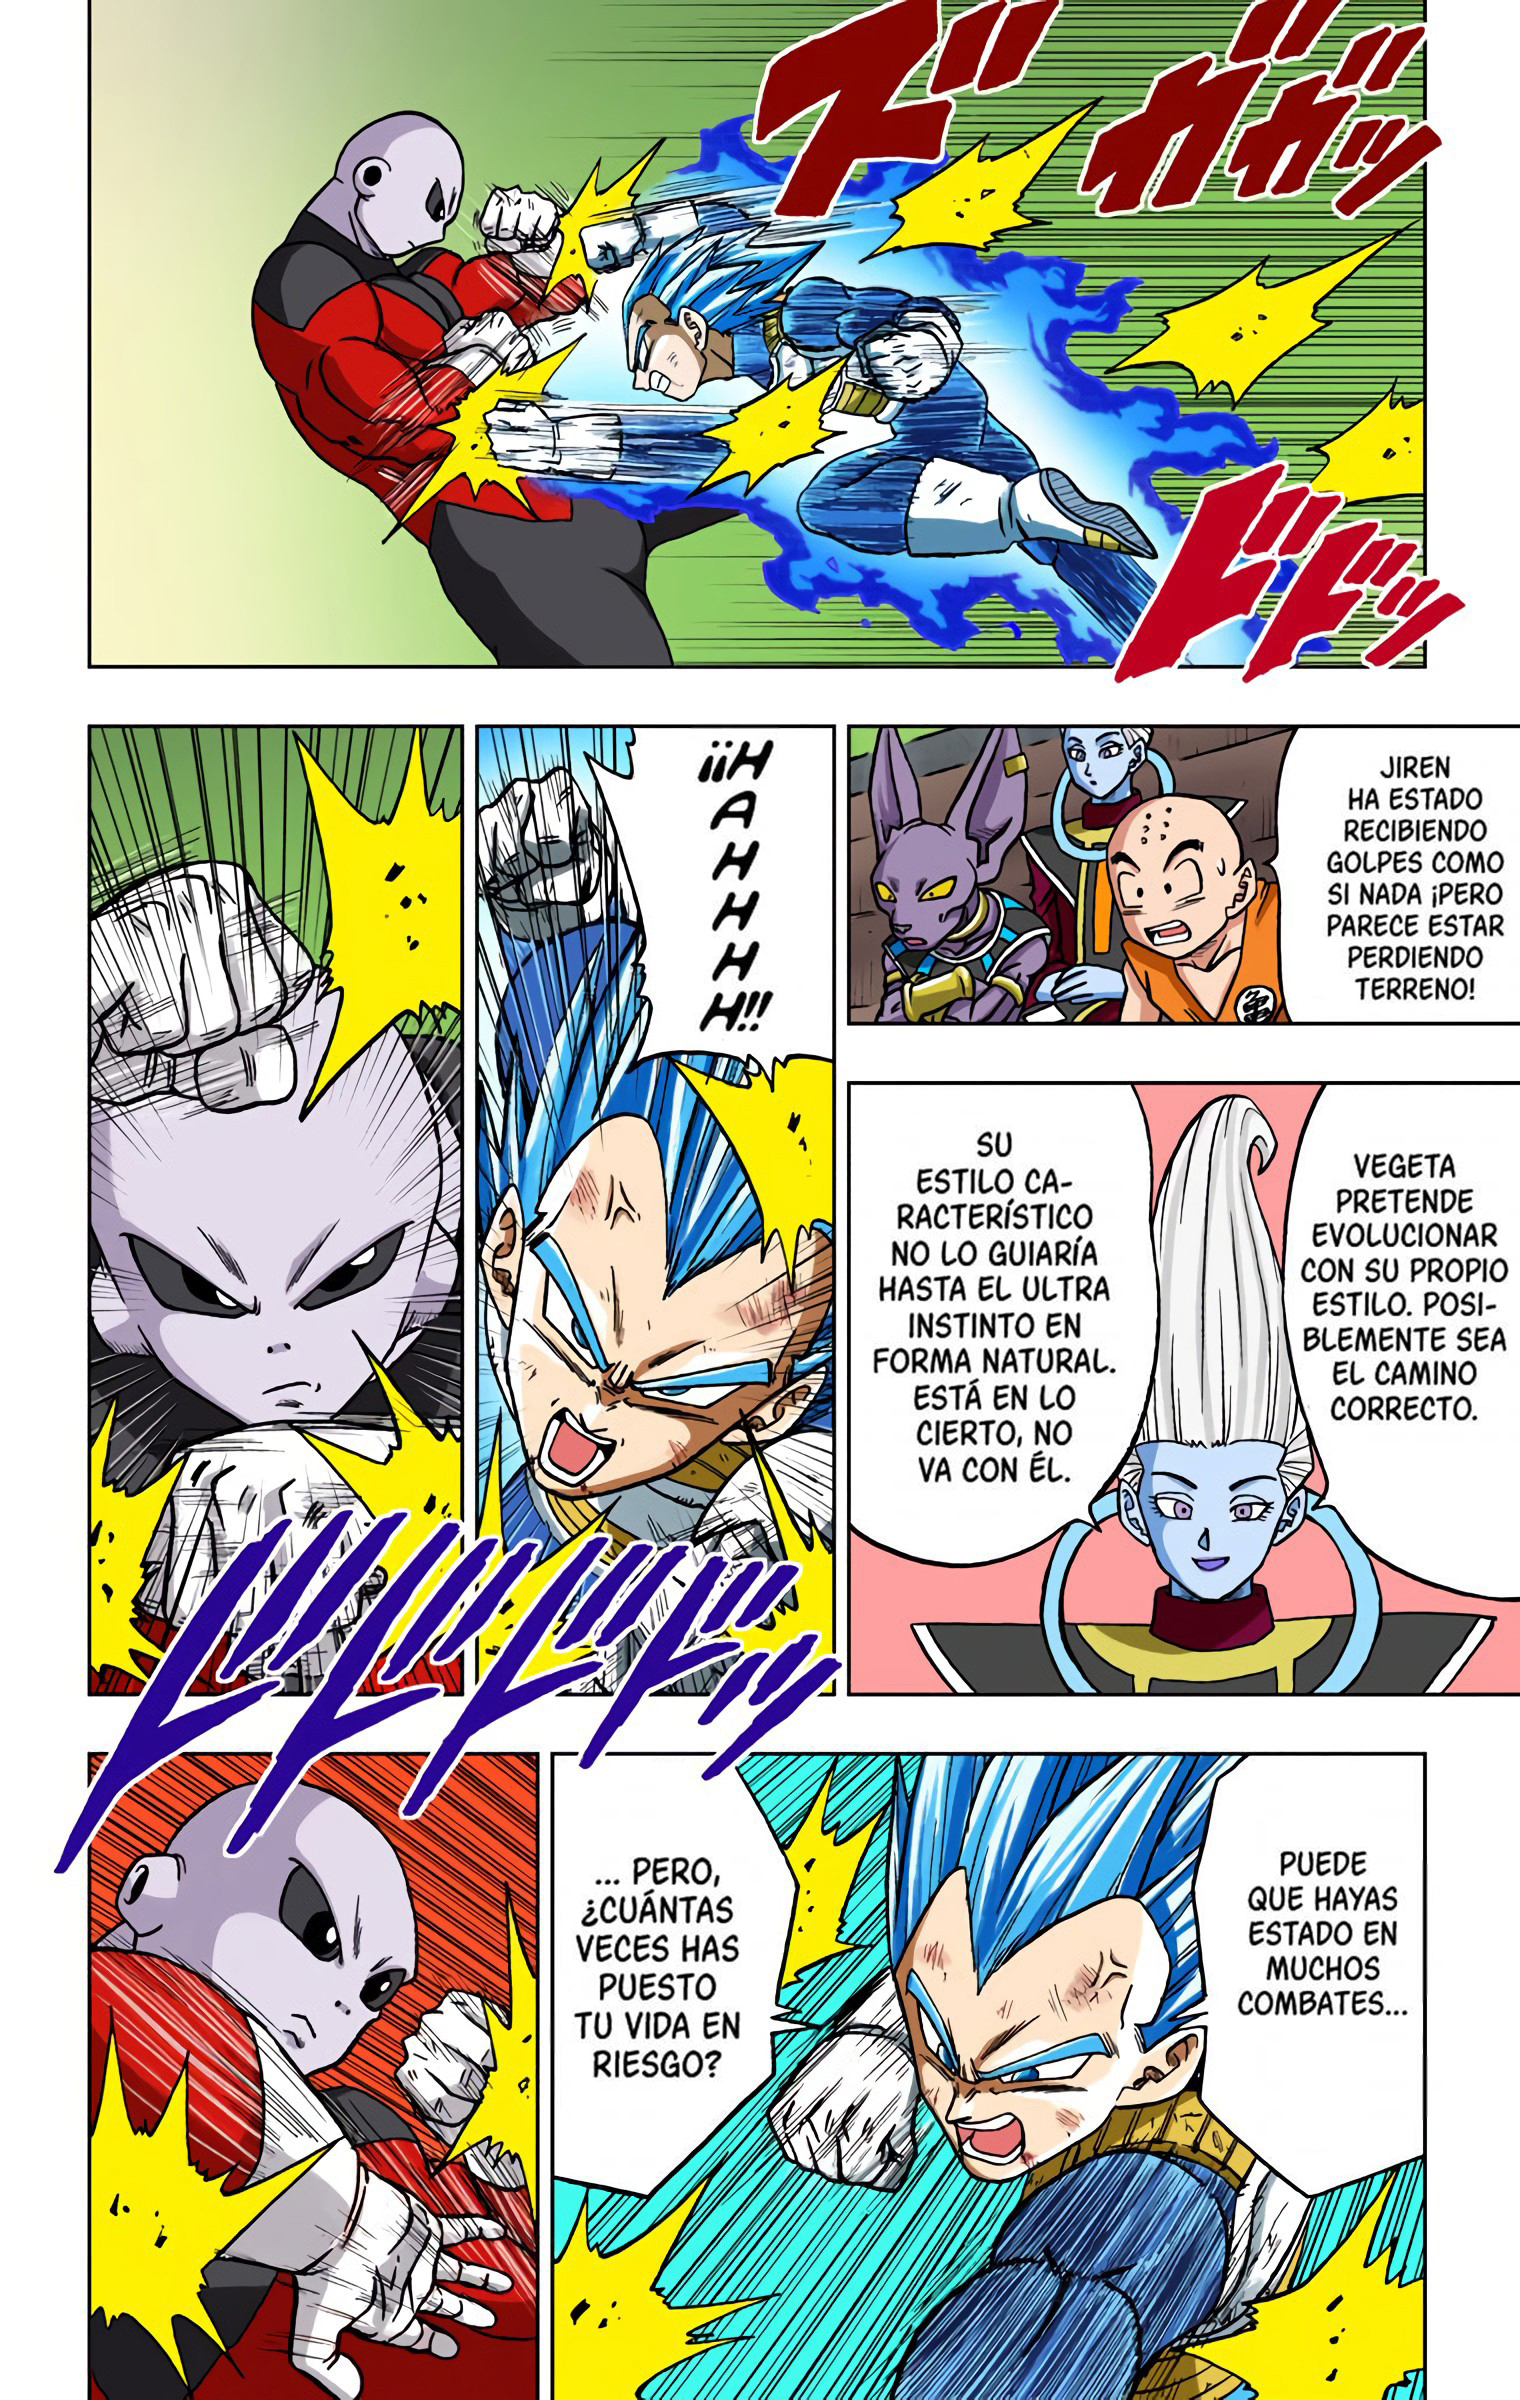 ド
ガガッ
ドドッ
JIREN
HA ESTADO
RECIBIENDO
GOLPES COMO
SI NADA ¡PERO
PARECE ESTAR
PERDIENDO
TERRENO!
亀
VEGETA
PRETENDE
EVOLUCIONAR
CON SU PROPIO
ESTILO. POSI-
BLEMENTE SEA
EL CAMINO
CORRECTO.
SU
ESTILO CA-
RACTERÍSTICO
NO LO GUIARÍA
HASTA EL ULTRA
INSTINTO EN
FORMA NATURAL.
ESTÁ EN LO
CIERTO, NO
VA CON ÉL.
¡¡H
A
H
H
H
H
H!!
ドドドドッ
PUEDE
QUE HAYAS
ESTADO EN
MUCHOS
COMBATES...
... PERO,
¿CUÁNTAS
VECES HAS
PUESTO
TU VIDA EN
RIESGO?